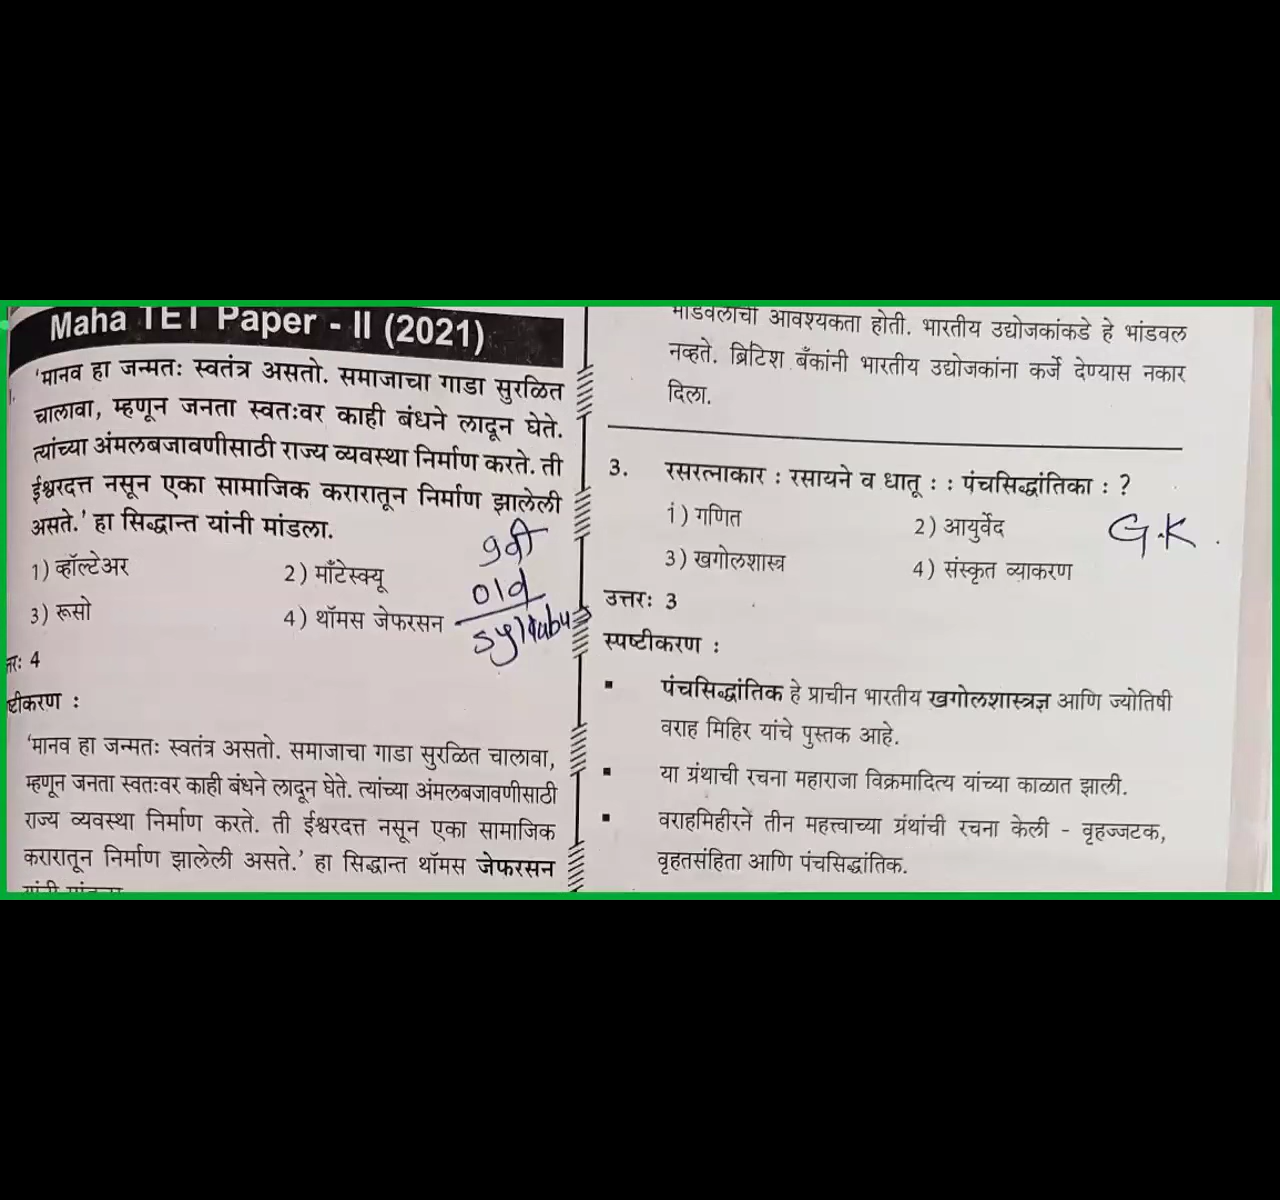 Maha TET Paper - II (2021)
'मानव हा जन्मतः स्वतंत्र असतो. समाजाचा गाडा सुरळित
चालावा, म्हणून जनता स्वतःवर काही बंधने लादून घेते.
त्यांच्या अंमलबजावणीसाठी राज्य व्यवस्था निर्माण करते. ती
ईश्वरदत्त नसून एका सामाजिक करारातून निर्माण झालेली
असते.' हा सिद्धान्त यांनी मांडला.
1) व्हॉल्टेअर 2) माँटेस्क्यू
3) रूसो 4) थॉमस जेफरसन
9वी
old
syllabus
तर: 4
ष्टीकरण :
'मानव हा जन्मतः स्वतंत्र असतो. समाजाचा गाडा सुरळित चालावा,
म्हणून जनता स्वतःवर काही बंधने लादून घेते. त्यांच्या अंमलबजावणीसाठी
राज्य व्यवस्था निर्माण करते. ती ईश्वरदत्त नसून एका सामाजिक
करारातून निर्माण झालेली असते.' हा सिद्धान्त थॉमस जेफरसन
भांडवलाची आवश्यकता होती. भारतीय उद्योजकांकडे हे भांडवल
नव्हते. ब्रिटिश बँकांनी भारतीय उद्योजकांना कर्जे देण्यास नकार
दिला.
3. रसरत्नाकार : रसायने व धातू : : पंचसिद्धांतिका : ?
1) गणित 2) आयुर्वेद
3) खगोलशास्त्र 4) संस्कृत व्याकरण
G.K.
उत्तरः 3
स्पष्टीकरण :
▪ पंचसिद्धांतिक हे प्राचीन भारतीय खगोलशास्त्रज्ञ आणि ज्योतिषी
वराह मिहिर यांचे पुस्तक आहे.
▪ या ग्रंथाची रचना महाराजा विक्रमादित्य यांच्या काळात झाली.
▪ वराहमिहीरनें तीन महत्त्वाच्या ग्रंथांची रचना केली - वृहज्जटक,
वृहतसंहिता आणि पंचसिद्धांतिक.